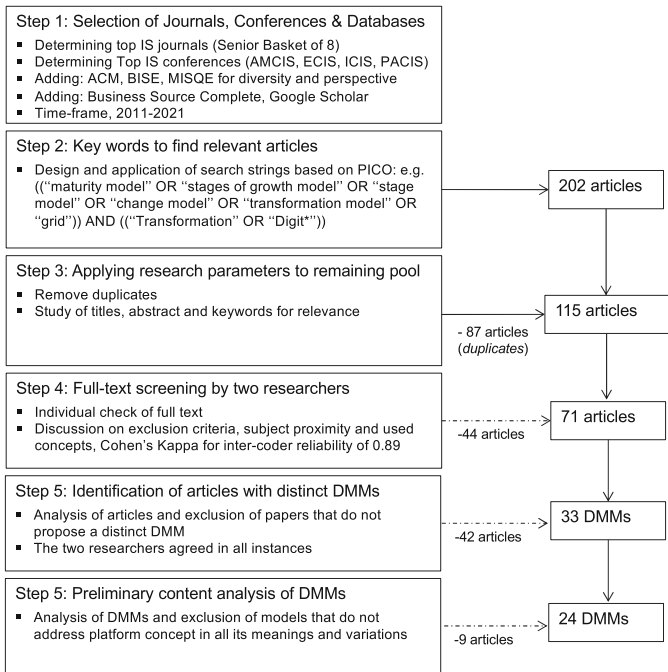 Step 1: Selection of Journals, Conferences & Databases
▪ Determining top IS journals (Senior Basket of 8)
▪ Determining Top IS conferences (AMCIS, ECIS, ICIS, PACIS)
▪ Adding: ACM, BISE, MISQE for diversity and perspective
▪ Adding: Business Source Complete, Google Scholar
▪ Time-frame, 2011-2021
Step 2: Key words to find relevant articles
▪ Design and application of search strings based on PICO: e.g.
((‘‘maturity model’’ OR ‘‘stages of growth model’’ OR ‘‘stage
model’’ OR ‘‘change model’’ OR ‘‘transformation model’’ OR
‘‘grid’’)) AND ((‘‘Transformation’’ OR ‘‘Digit*’’))
202 articles
Step 3: Applying research parameters to remaining pool
▪ Remove duplicates
▪ Study of titles, abstract and keywords for relevance
- 87 articles
(duplicates)
115 articles
Step 4: Full-text screening by two researchers
▪ Individual check of full text
▪ Discussion on exclusion criteria, subject proximity and used
concepts, Cohen’s Kappa for inter-coder reliability of 0.89
-44 articles
71 articles
Step 5: Identification of articles with distinct DMMs
▪ Analysis of articles and exclusion of papers that do not
propose a distinct DMM
▪ The two researchers agreed in all instances
-42 articles
33 DMMs
Step 5: Preliminary content analysis of DMMs
▪ Analysis of DMMs and exclusion of models that do not
address platform concept in all its meanings and variations
-9 articles
24 DMMs